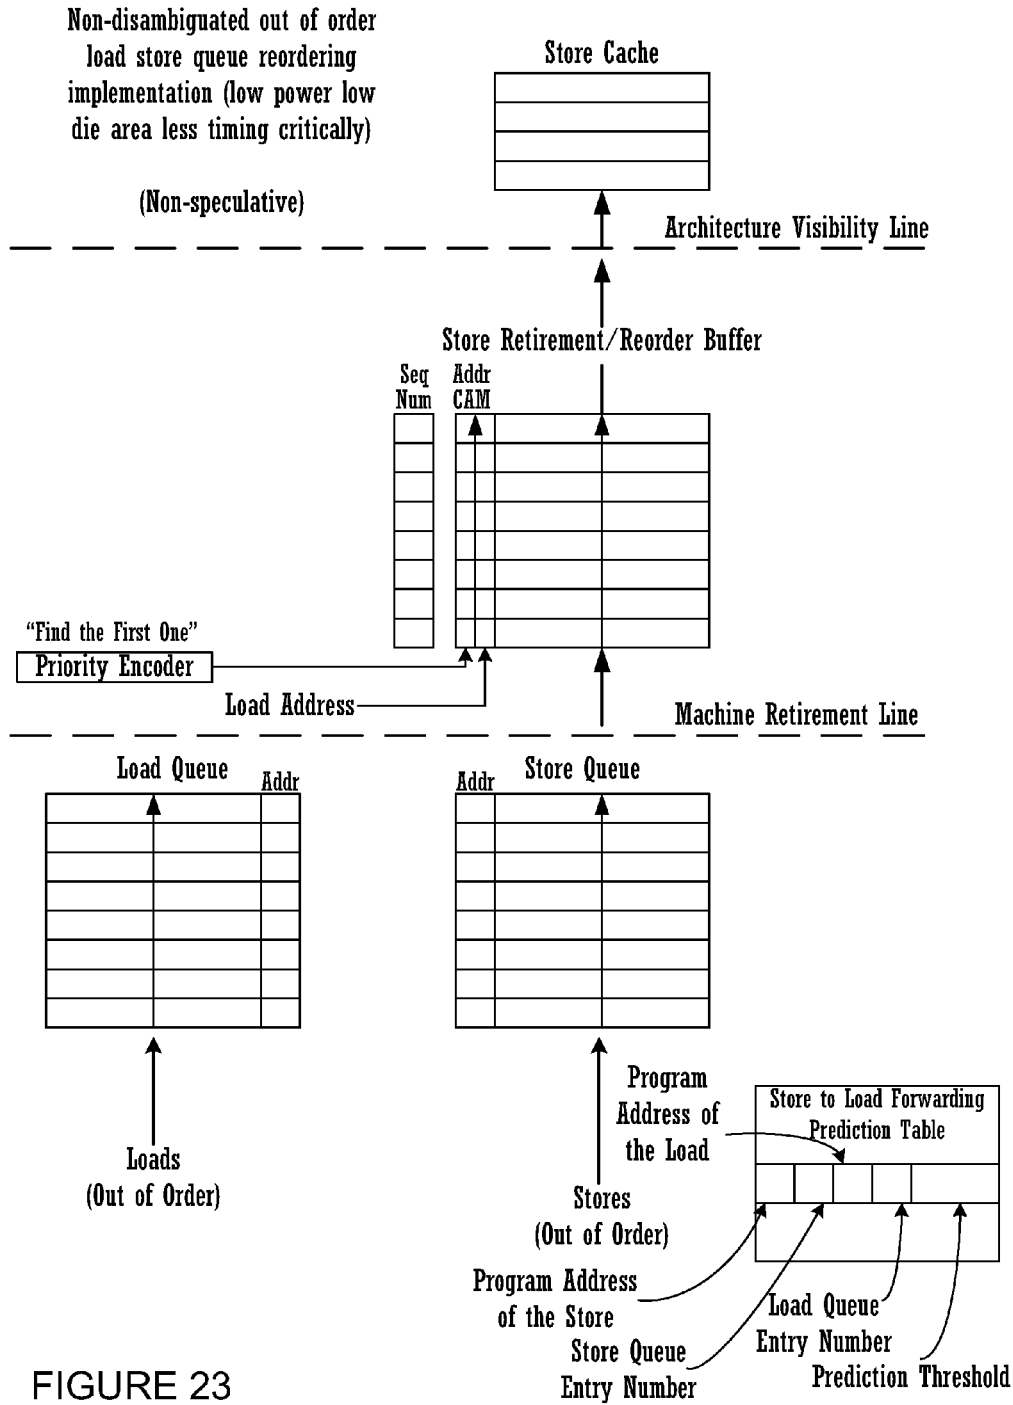 Non-disambiguated out of order
load store queue reordering
implementation (low power low
die area less timing critically)
(Non-speculative)
Store Cache
Architecture Visibility Line
Store Retirement/Reorder Buffer
Seq
Num
Addr
CAM
"Find the First One"
Priority Encoder
Load Address
Machine Retirement Line
Load Queue
Addr
Addr
Store Queue
Loads
(Out of Order)
Stores
(Out of Order)
Program
Address of
the Load
Store to Load Forwarding
Prediction Table
Program Address
of the Store
Store Queue
Entry Number
Load Queue
Entry Number
Prediction Threshold
FIGURE 23